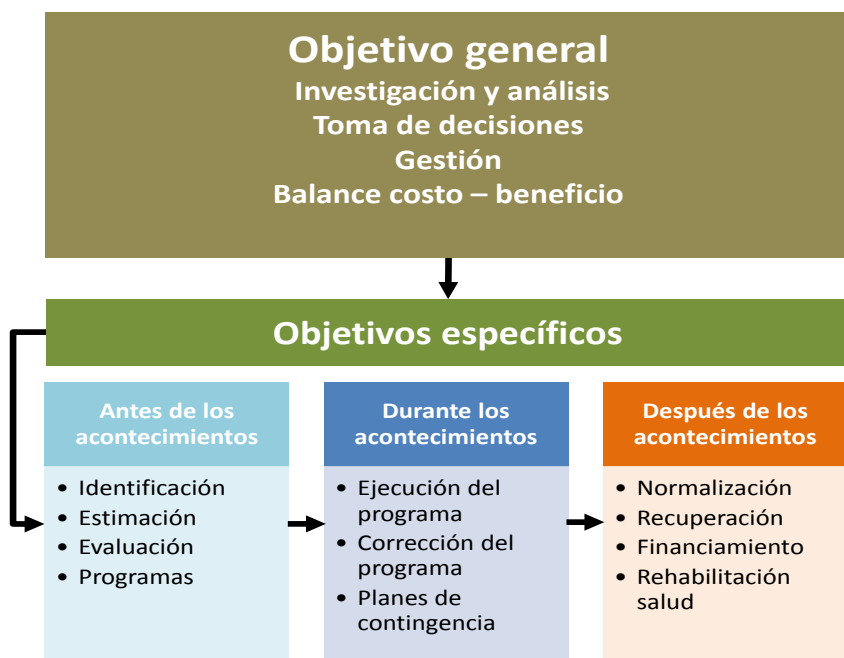 Objetivo general
Investigación y análisis
Toma de decisiones
Gestión
Balance costo – beneficio
Objetivos específicos
Antes de los
acontecimientos
• Identificación
• Estimación
• Evaluación
• Programas
Durante los
acontecimientos
• Ejecución del
programa
• Corrección del
programa
• Planes de
contingencia
Después de los
acontecimientos
• Normalización
• Recuperación
• Financiamiento
• Rehabilitación
salud